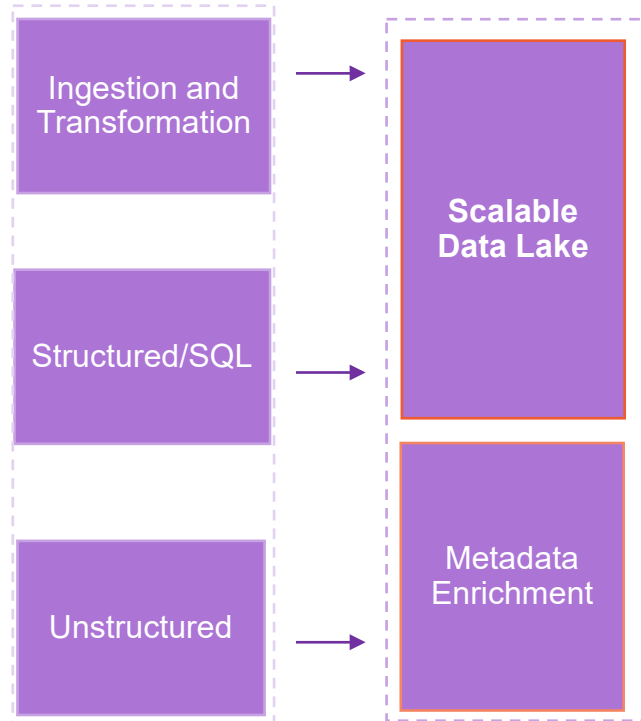 Ingestion and
Transformation
Structured/SQL
Unstructured
Scalable
Data Lake
Metadata
Enrichment